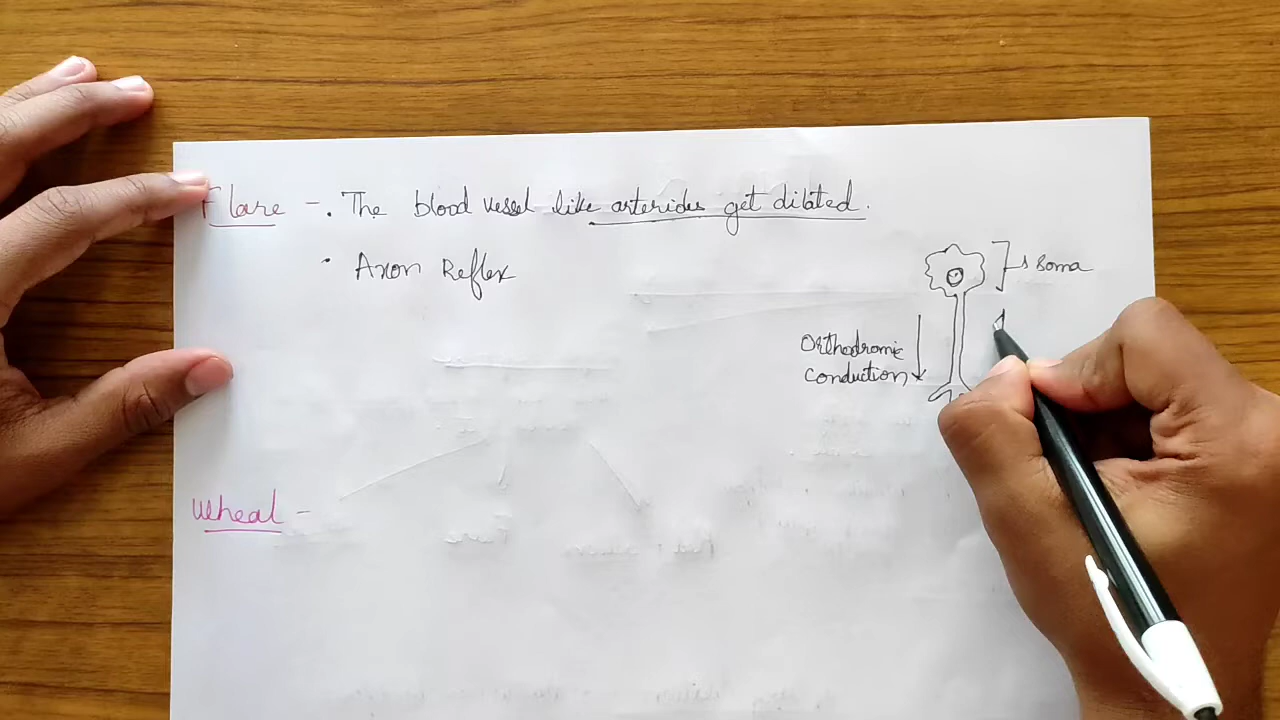 Flare - . The blood vessel like arterioles get dilated.
. Axon Reflex
Soma
Orthodromic
conduction
Wheal -